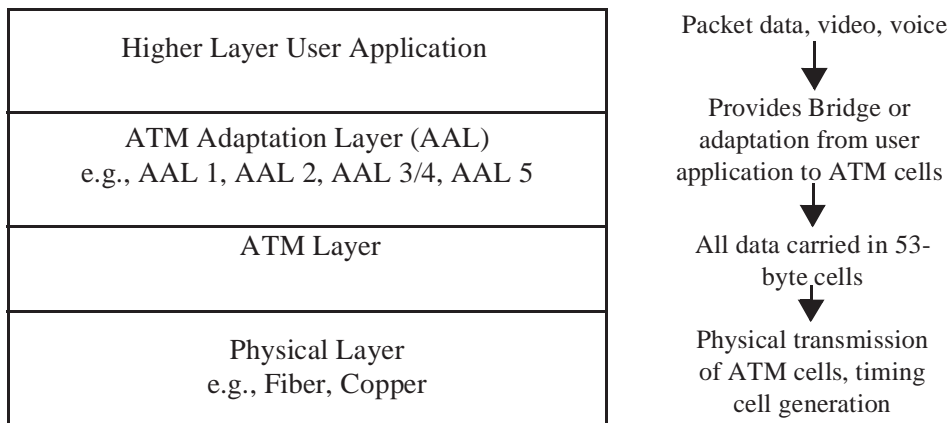 Higher Layer User Application
Packet data, video, voice
ATM Adaptation Layer (AAL)
e.g., AAL 1, AAL 2, AAL 3/4, AAL 5
Provides Bridge or
adaptation from user
application to ATM cells
ATM Layer
All data carried in 53-
byte cells
Physical Layer
e.g., Fiber, Copper
Physical transmission
of ATM cells, timing
cell generation